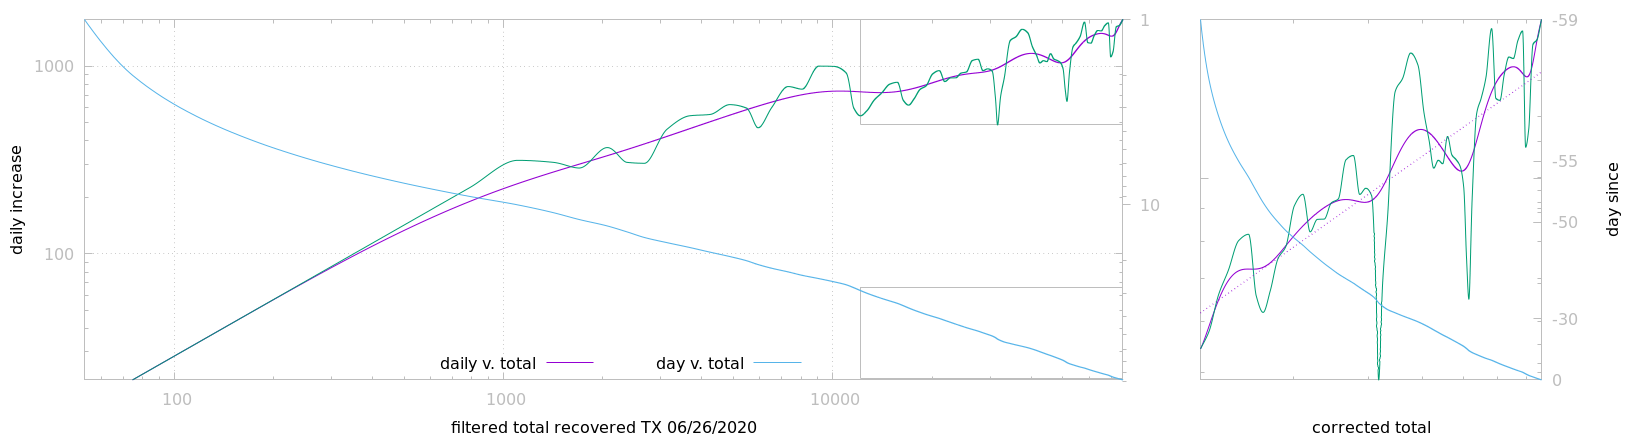 1 -59
1000
-55
daily increase
10 -50
day since
100
-30
daily v. total day v. total
0
100 1000 10000
filtered total recovered TX 06/26/2020 corrected total